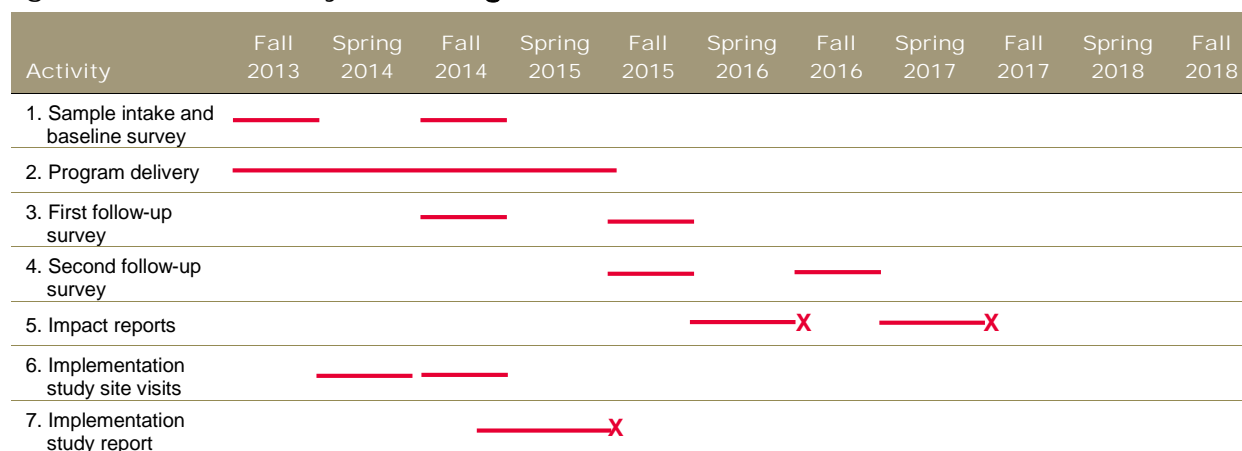 Activity
Fall 2013
Spring 2014
Fall 2014
Spring 2015
Fall 2015
Spring 2016
Fall 2016
Spring 2017
Fall 2017
Spring 2018
Fall 2018
1. Sample intake and
baseline survey
2. Program delivery
3. First follow-up
survey
4. Second follow-up
survey
5. Impact reports
X
X
6. Implementation
study site visits
7. Implementation
study report
X